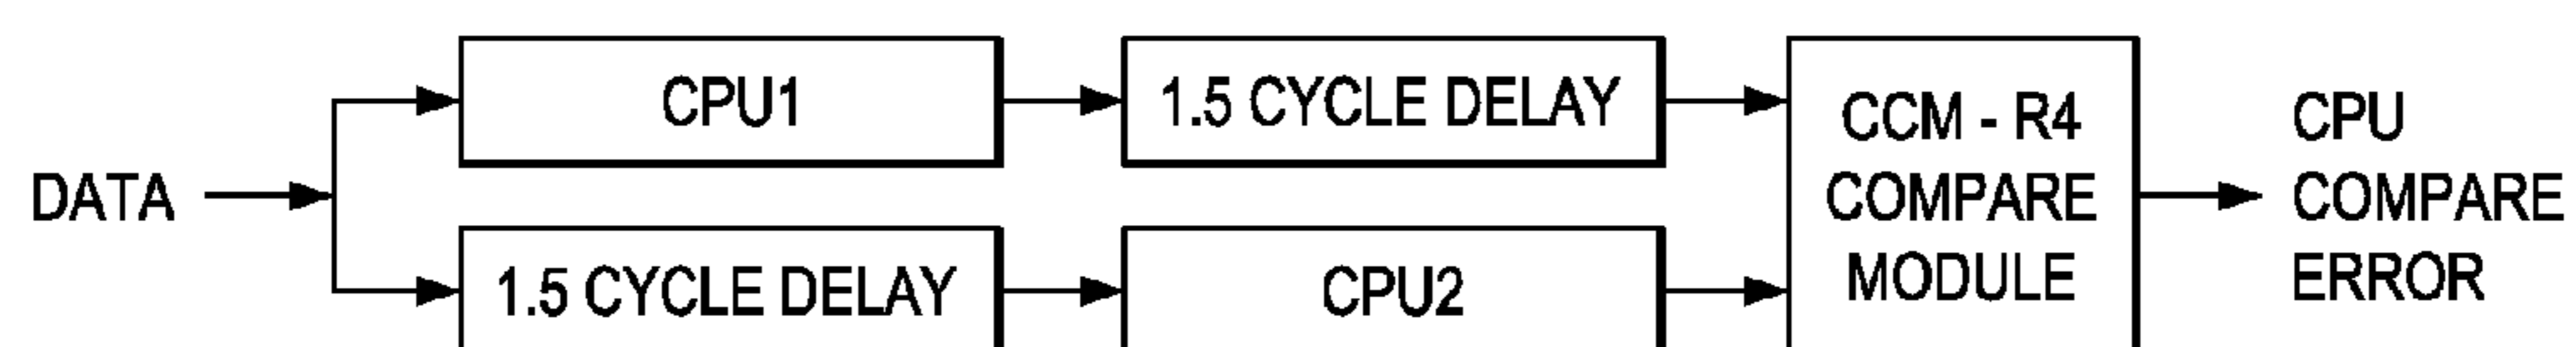 DATA
CPU1
1.5 CYCLE DELAY
1.5 CYCLE DELAY
CPU2
CCM - R4
COMPARE
MODULE
CPU
COMPARE
ERROR